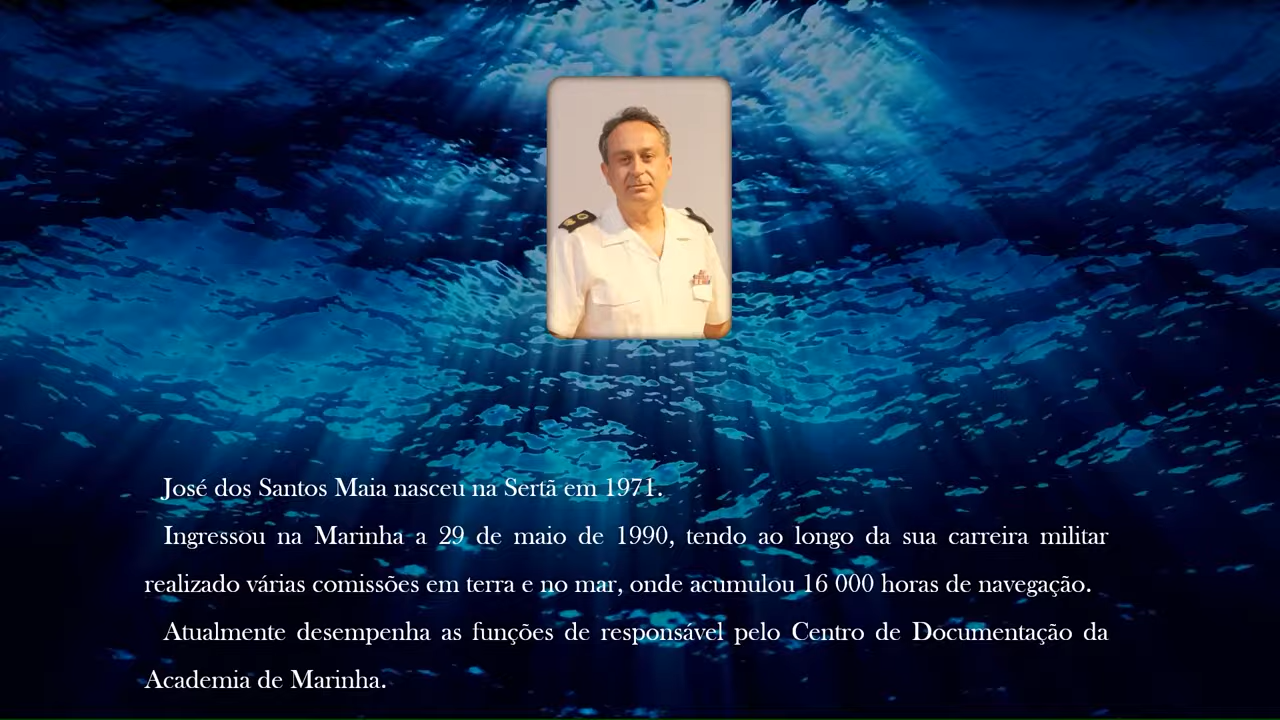 José dos Santos Maia nasceu na Sertã em 1971.
Ingressou na Marinha a 29 de maio de 1990, tendo ao longo da sua carreira militar
realizado várias comissões em terra e no mar, onde acumulou 16 000 horas de navegação.
Atualmente desempenha as funções de responsável pelo Centro de Documentação da
Academia de Marinha.